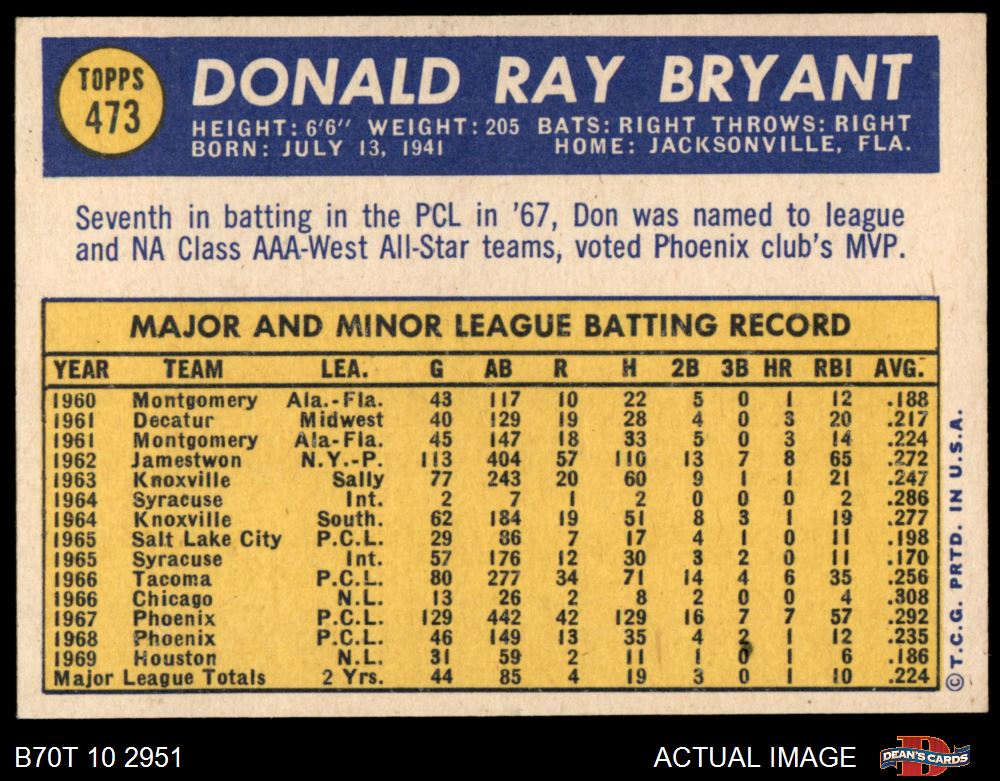 TOPPS
473
DONALD RAY BRYANT
HEIGHT: 6'6" WEIGHT: 205 BATS: RIGHT THROWS: RIGHT
BORN: JULY 13, 1941 HOME: JACKSONVILLE, FLA.
Seventh in batting in the PCL in '67, Don was named to league
and NA Class AAA-West All-Star teams, voted Phoenix club's MVP.
MAJOR AND MINOR LEAGUE BATTING RECORD
YEAR TEAM LEA. G AB R H 2B 3B HR RBI AVG.
1960 Montgomery Ala.-Fla. 43 117 10 22 5 0 1 12 .188
1961 Decatur Midwest 40 129 19 28 4 0 3 20 .217
1961 Montgomery Ala-Fla. 45 147 18 33 5 0 3 14 .224
1962 Jamestwon N.Y.-P. 113 404 57 110 13 7 8 65 .272
1963 Knoxville Sally 77 243 20 60 9 1 1 21 .247
1964 Syracuse Int. 2 7 1 2 0 0 0 2 .286
1964 Knoxville South. 62 184 19 51 8 3 1 19 .277
1965 Salt Lake City P.C.L. 29 86 7 17 4 1 0 11 .198
1965 Syracuse Int. 57 176 12 30 3 2 0 11 .170
1966 Tacoma P.C.L. 80 277 34 71 14 4 6 35 .256
1966 Chicago N.L. 13 26 2 8 2 0 0 4 .308
1967 Phoenix P.C.L. 129 442 42 129 16 7 7 57 .292
1968 Phoenix P.C.L. 46 149 13 35 4 2 1 12 .235
1969 Houston N.L. 31 59 2 11 1 0 1 6 .186
Major League Totals 2 Yrs. 44 85 4 19 3 0 1 10 .224
© T.C.G. PRTD. IN U.S.A.
B70T 10 2951 ACTUAL IMAGE
D
DEAN'S CARDS